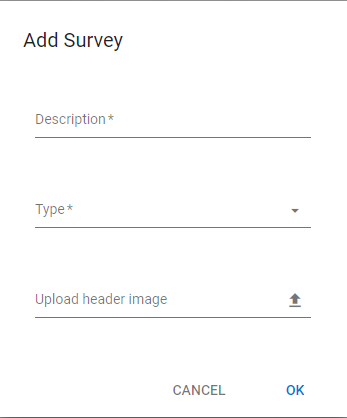 Add Survey
Description *
Type *
Upload header image
CANCEL OK